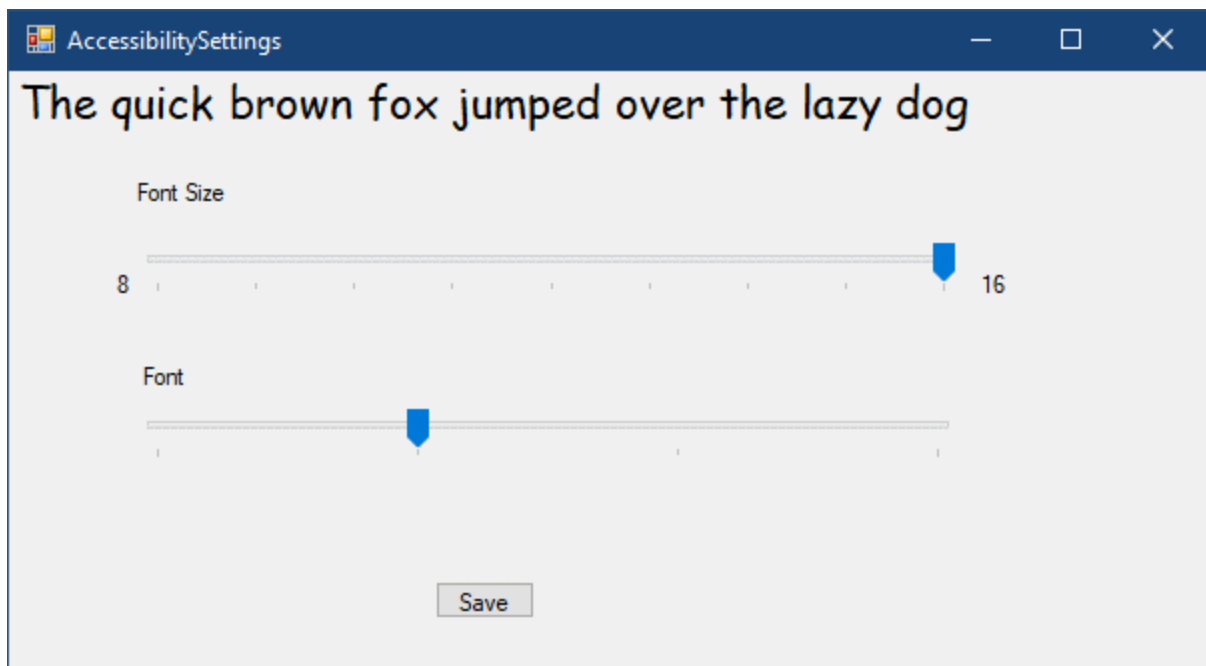 AccessibilitySettings
The quick brown fox jumped over the lazy dog
Font Size
8 16
Font
Save